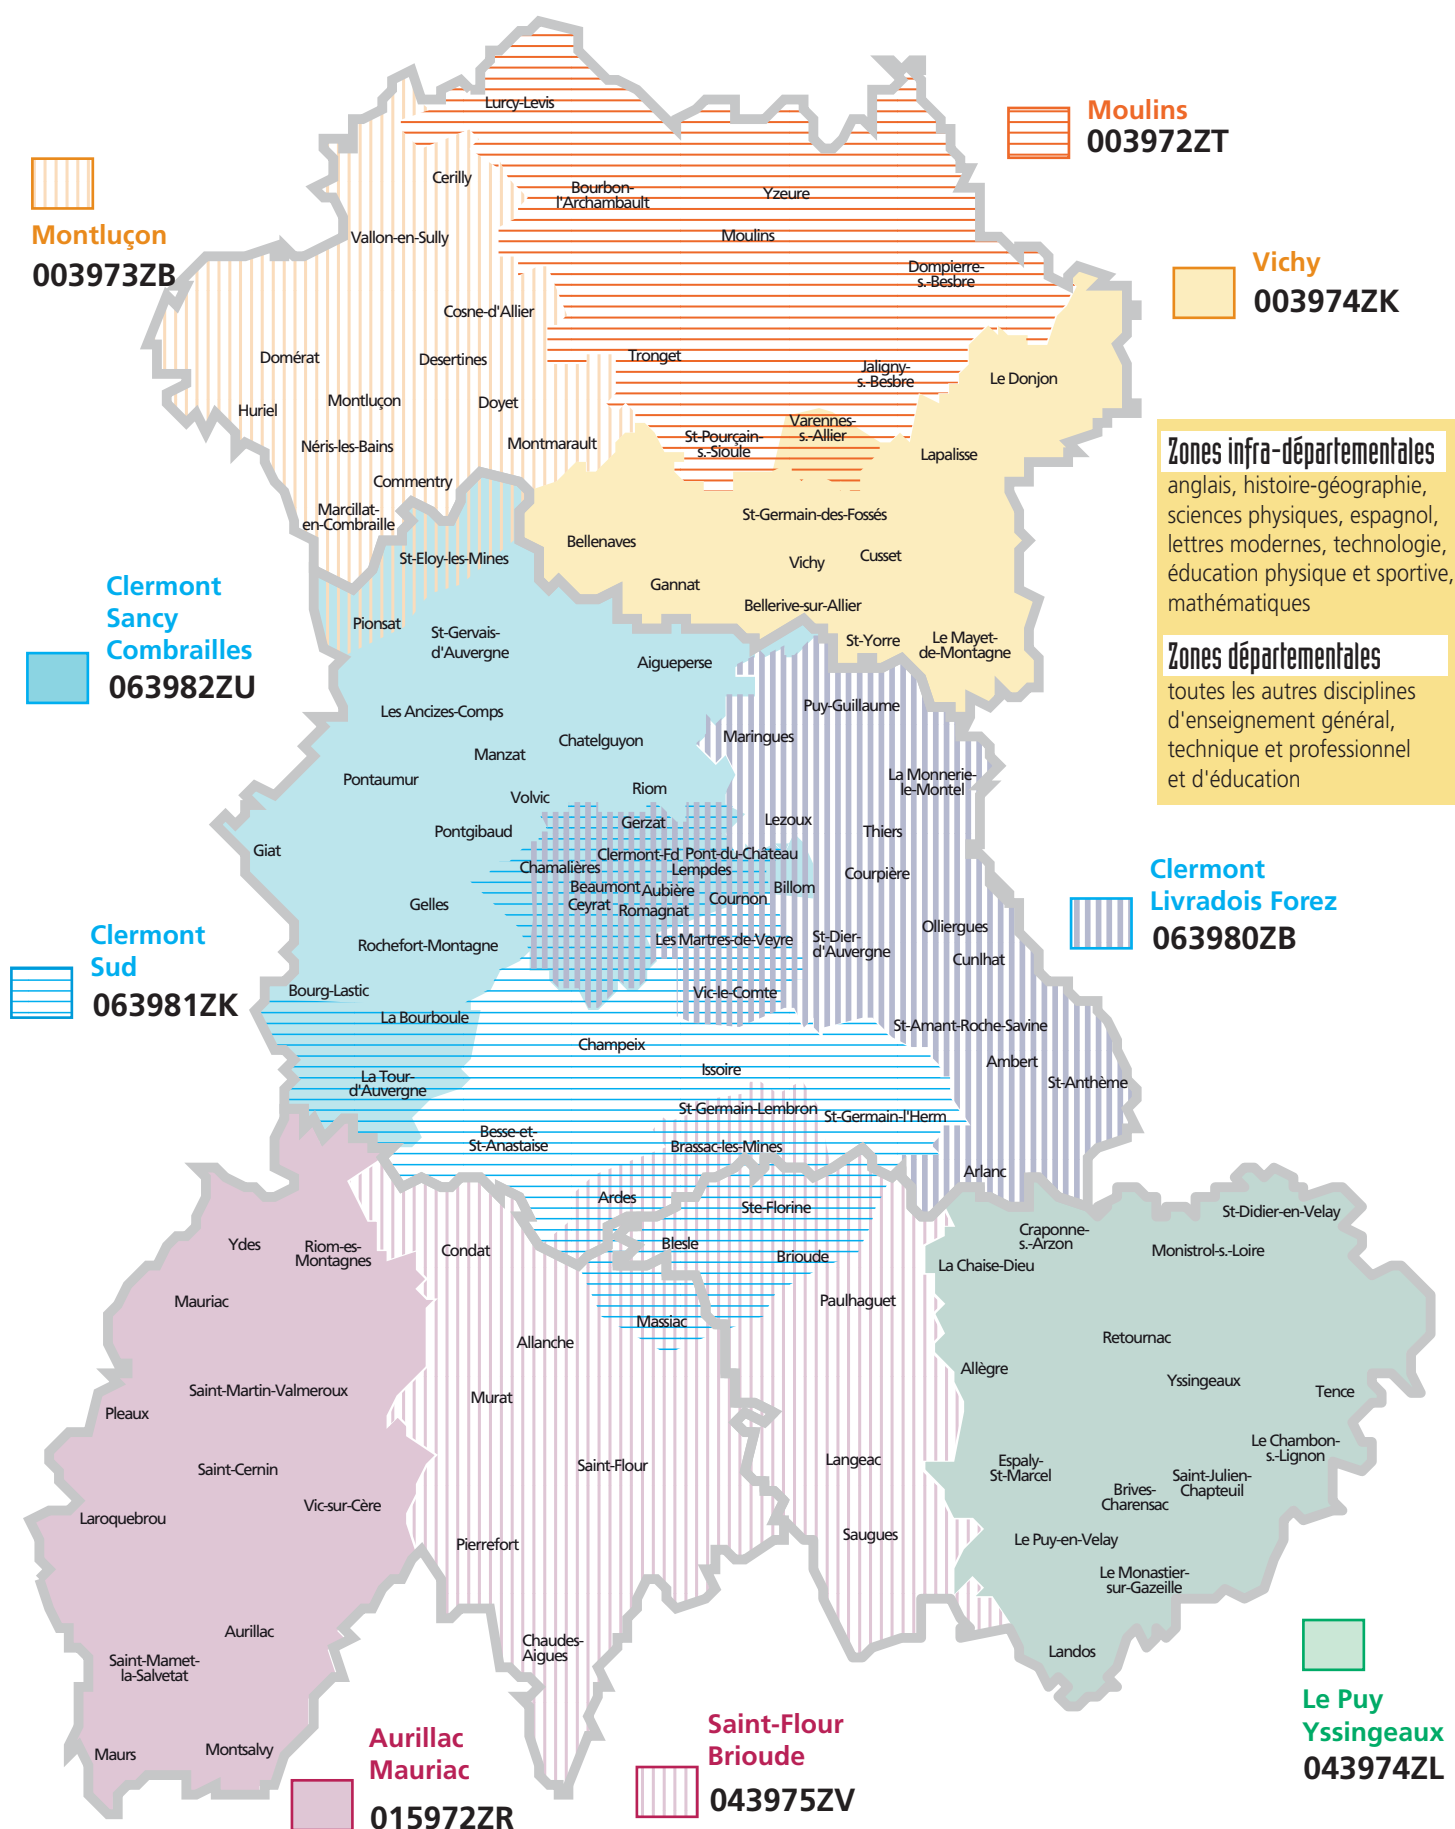 Lurcy-Levis
Moulins
003972ZT
Montluçon
003973ZB
Cerilly
Bourbon-
l'Archambault
Yzeure
Vallon-en-Sully
Moulins
Dompierre-
s.-Besbre
Vichy
003974ZK
Cosne-d'Allier
Domérat
Desertines
Tronget
Jaligny-
s.-Besbre
Le Donjon
Huriel
Montluçon
Doyet
Varennes-
s.-Allier
Néris-les-Bains
Montmarault
St-Pourçain-
s.-Sioule
Lapalisse
Commentry
Marcillat-
en-Combraille
St-Germain-des-Fossés
Bellenaves
St-Eloy-les-Mines
Vichy
Cusset
Gannat
Bellerive-sur-Allier
Zones infra-départementales
anglais, histoire-géographie,
sciences physiques, espagnol,
lettres modernes, technologie,
éducation physique et sportive,
mathématiques
Zones départementales
toutes les autres disciplines
d'enseignement général,
technique et professionnel
et d'éducation
Clermont
Sancy
Combrailles
063982ZU
Pionsat
St-Gervais-
d'Auvergne
St-Yorre
Le Mayet-
de-Montagne
Aigueperse
Les Ancizes-Comps
Puy-Guillaume
Chatelguyon
Maringues
Manzat
Pontaumur
La Monnerie-
le-Montel
Volvic
Riom
Pontgibaud
Gerzat
Lezoux
Thiers
Giat
Clermont-Fd
Pont-du-Château
Chamalières
Lempdes
Courpière
Beaumont
Aubière
Billom
Ceyrat
Romagnat
Cournon
Gelles
Clermont
Livradois Forez
063980ZB
Clermont
Sud
063981ZK
Rochefort-Montagne
Les Martres-de-Veyre
St-Dier-
d'Auvergne
Olliergues
Cunlhat
Bourg-Lastic
Vic-le-Comte
La Bourboule
St-Amant-Roche-Savine
Champeix
Ambert
Issoire
La Tour-
d'Auvergne
St-Anthème
St-Germain-Lembron
St-Germain-l'Herm
Besse-et-
St-Anastaise
Brassac-les-Mines
Arlanc
Ardes
Ste-Florine
St-Didier-en-Velay
Ydes
Riom-es-
Montagnes
Condat
Blesle
Brioude
Craponne-
s.-Arzon
Monistrol-s.-Loire
La Chaise-Dieu
Mauriac
Paulhaguet
Massiac
Allanche
Retournac
Allègre
Saint-Martin-Valmeroux
Murat
Yssingeaux
Tence
Pleaux
Le Chambon-
s.-Lignon
Saint-Cernin
Saint-Flour
Langeac
Espaly-
St-Marcel
Saint-Julien-
Chapteuil
Brives-
Charensac
Vic-sur-Cère
Laroquebrou
Pierrefort
Saugues
Le Puy-en-Velay
Le Monastier-
sur-Gazeille
Aurillac
Chaudes-
Aigues
Landos
Saint-Mamet-
la-Salvetat
Maurs
Montsalvy
Aurillac
Mauriac
015972ZR
Saint-Flour
Brioude
043975ZV
Le Puy
Yssingeaux
043974ZL